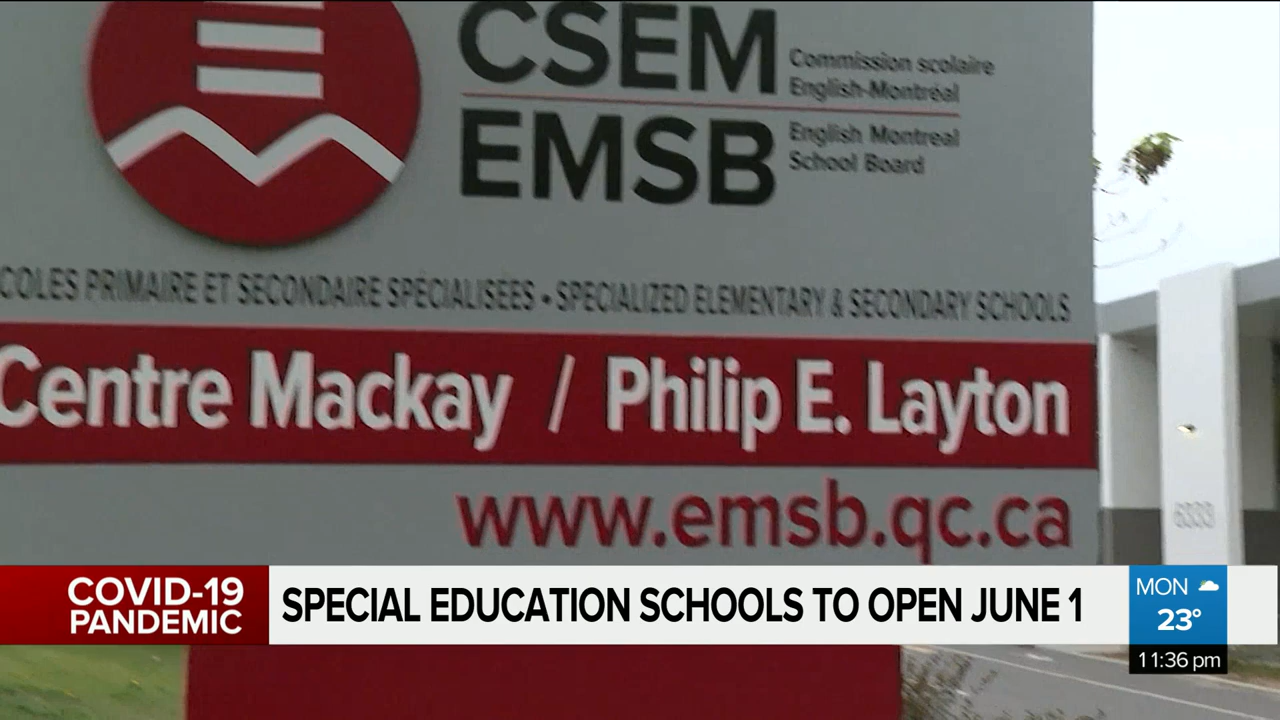 CSEM
Commission scolaire
English-Montréal
EMSB
English Montreal
School Board
COLES PRIMAIRE ET SECONDAIRE SPÉCIALISÉES • SPECIALIZED ELEMENTARY & SECONDARY SCHOOLS
Centre Mackay / Philip E. Layton
www.emsb.qc.ca
6333
COVID-19
PANDEMIC
SPECIAL EDUCATION SCHOOLS TO OPEN JUNE 1
MON
23°
11:36 pm